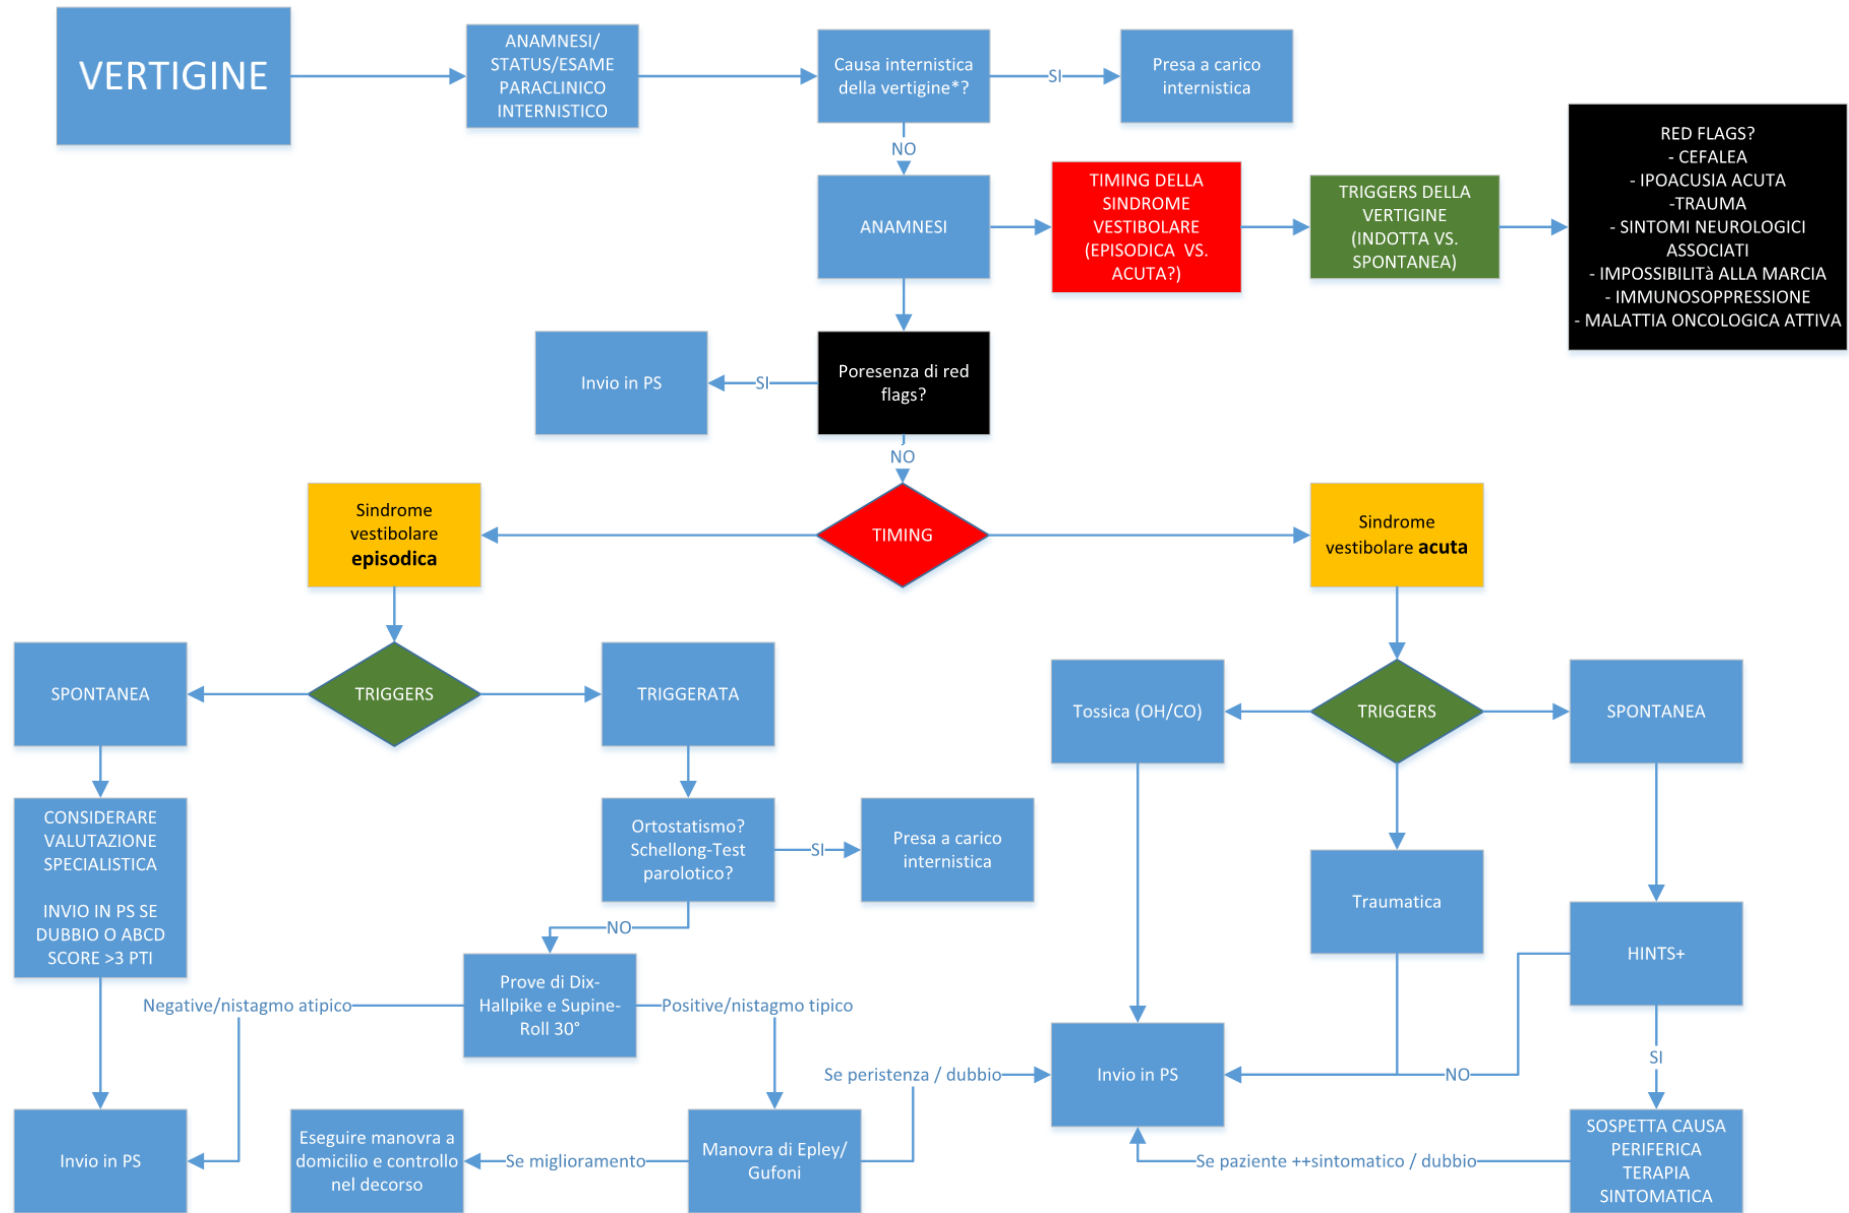 VERTIGINE
ANAMNESI/
STATUS/ESAME
PARACLINICO
INTERNISTICO
Causa internistica
della vertigine*?
SI
Presa a carico
internistica
NO
ANAMNESI
TIMING DELLA
SINDROME
VESTIBOLARE
(EPISODICA VS.
ACUTA?)
TRIGGERS DELLA
VERTIGINE
(INDOTTA VS.
SPONTANEA)
RED FLAGS?
- CEFALEA
- IPOACUSIA ACUTA
-TRAUMA
- SINTOMI NEUROLOGICI
ASSOCIATI
- IMPOSSIBILITà ALLA MARCIA
- IMMUNOSOPPRESSIONE
- MALATTIA ONCOLOGICA ATTIVA
Invio in PS
SI
Poresenza di red
flags?
NO
Sindrome
vestibolare
episodica
TIMING
Sindrome
vestibolare acuta
SPONTANEA
TRIGGERS
TRIGGERATA
Tossica (OH/CO)
TRIGGERS
SPONTANEA
CONSIDERARE
VALUTAZIONE
SPECIALISTICA
INVIO IN PS SE
DUBBIO O ABCD
SCORE >3 PTI
Ortostatismo?
Schellong-Test
parolotico?
SI
Presa a carico
internistica
Traumatica
NO
HINTS+
Negative/nistagmo atipico
Prove di Dix-
Hallpike e Supine-
Roll 30°
Positive/nistagmo tipico
SI
Se peristenza / dubbio
Invio in PS
NO
Invio in PS
Eseguire manovra a
domicilio e controllo
nel decorso
Se miglioramento
Manovra di Epley/
Gufoni
Se paziente ++sintomatico / dubbio
SOSPETTA CAUSA
PERIFERICA
TERAPIA
SINTOMATICA